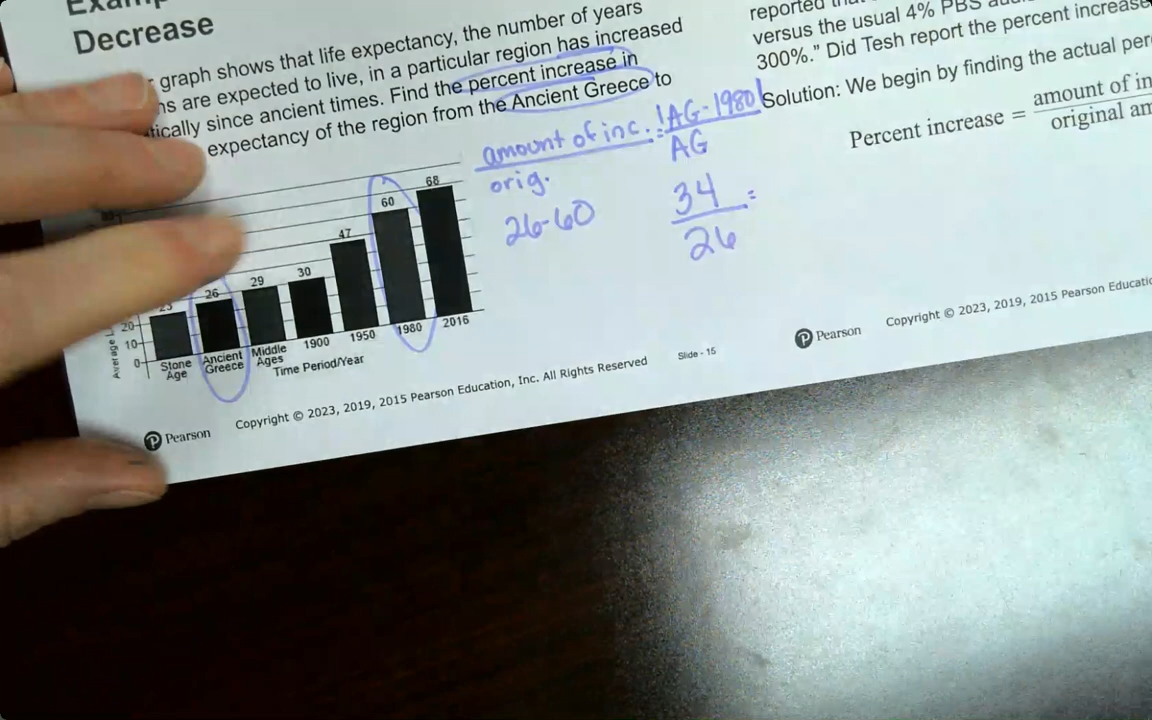 Decrease
graph shows that life expectancy, the number of years
are expected to live, in a particular region has increased
since ancient times. Find the percent increase in
expectancy of the region from the Ancient Greece to
amount of inc. = |AG-1980|
orig. AG
26-60
34
26 =
68
60
47
30
29
26
20
10
0
Stone Age
Ancient Greece
Middle Ages
1900
1950
1980
2016
Time Period/Year
Average
Pearson
Copyright © 2023, 2019, 2015 Pearson Education, Inc. All Rights Reserved
Slide - 15
reported
versus the usual 4% PBS
300%." Did Tesh report the percent increase
Solution: We begin by finding the actual
Percent increase = amount of
original
Pearson
Copyright © 2023, 2019, 2015 Pearson